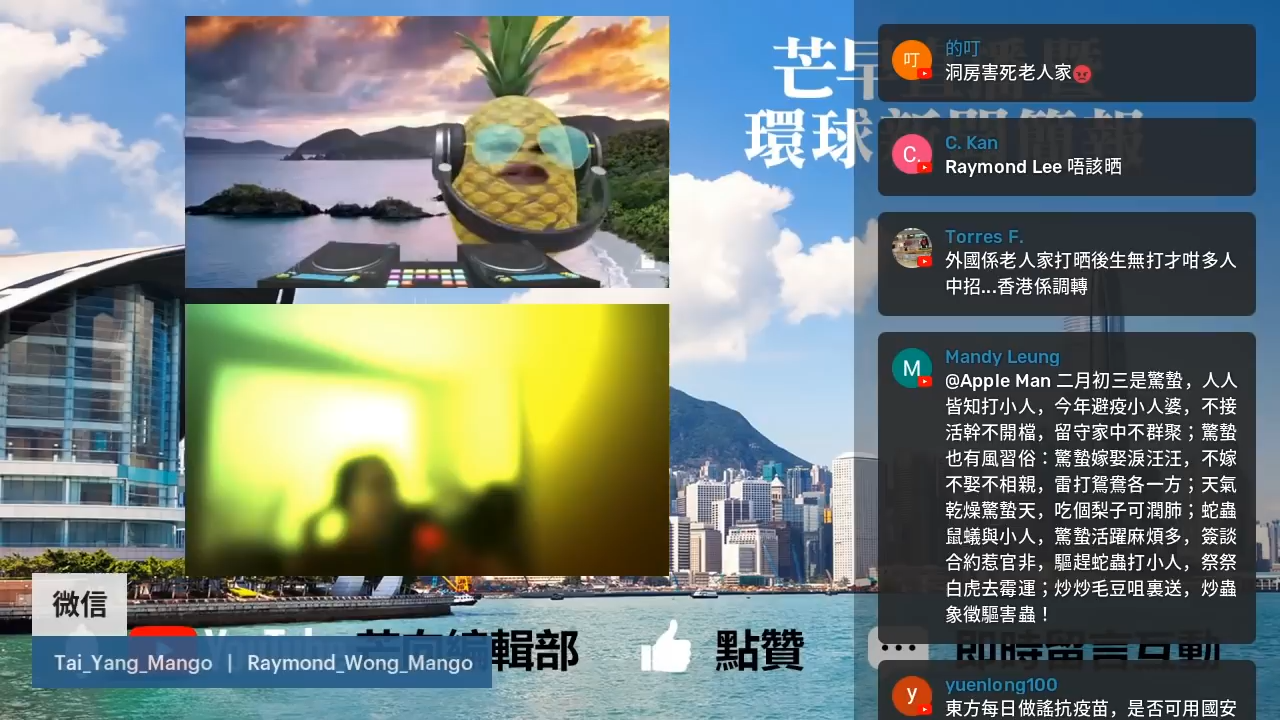 環球
的叮
叮
洞房害死老人家
C. Kan
C.
Raymond Lee 唔該晒
Torres F.
外國係老人家打晒後生無打才咁多人
中招...香港係調轉
Mandy Leung
M
@Apple Man 二月初三是驚蟄，人人
皆知打小人，今年避疫小人婆，不接
活幹不開檔，留守家中不群聚；驚蟄
也有風習俗：驚蟄嫁娶淚汪汪，不嫁
不娶不相親，雷打鴛鴦各一方；天氣
乾燥驚蟄天，吃個梨子可潤肺；蛇蟲
鼠蟻與小人，驚蟄活躍麻煩多，簽談
合約惹官非，驅趕蛇蟲打小人，祭祭
白虎去霉運；炒炒毛豆咀裏送，炒蟲
象徵驅害蟲！
yuenlong100
y
東方每日做謠抗疫苗，是否可用國安
微信
Tai_Yang_Mango | Raymond_Wong_Mango
編輯部
點贊
即時留言互動